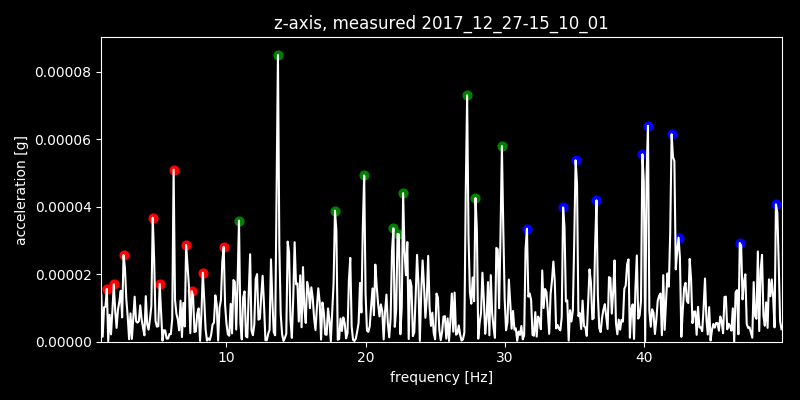 z-axis, measured 2017_12_27-15_10_01
0.00008
0.00006
0.00004
0.00002
0.00000
acceleration [g]
10 20 30 40
frequency [Hz]